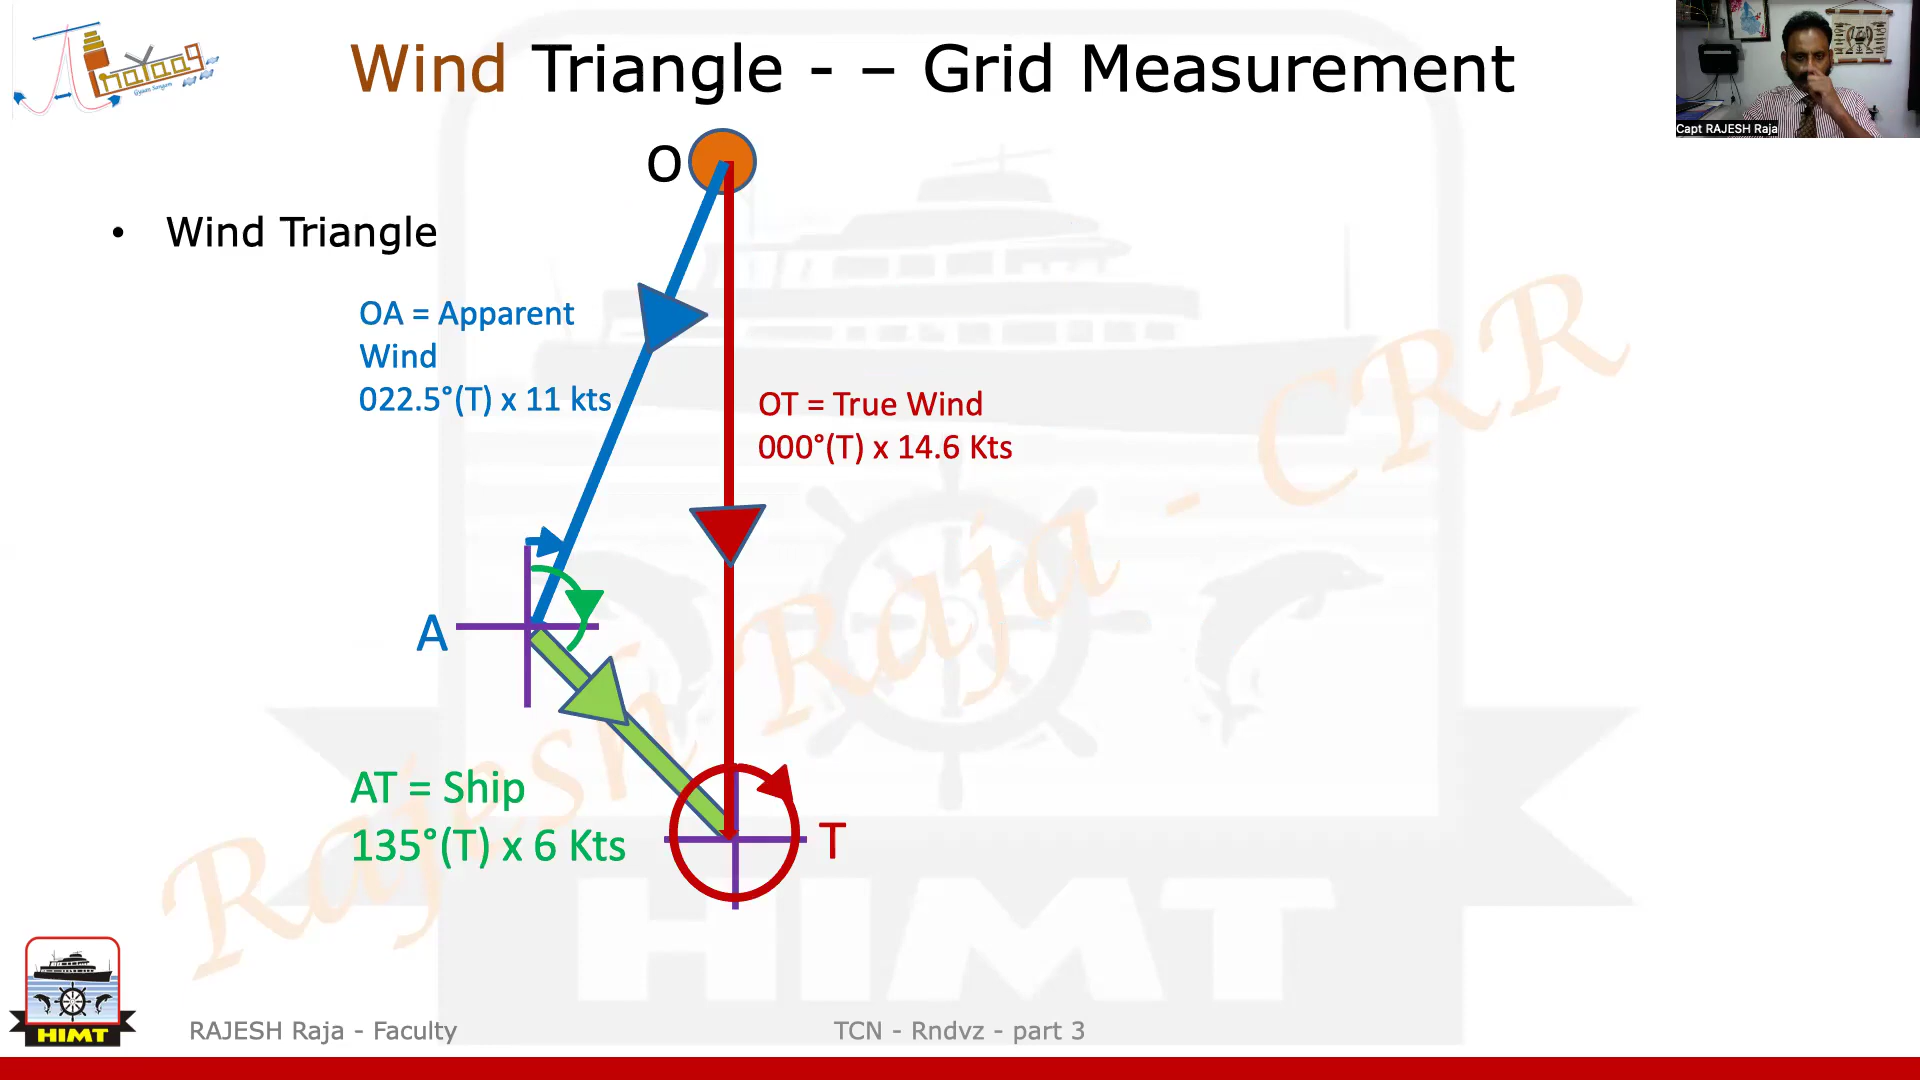 Wind Triangle - – Grid Measurement
Capt RAJESH Raja
O
• Wind Triangle
OA = Apparent
Wind
022.5°(T) x 11 kts
OT = True Wind
000°(T) x 14.6 Kts
A
AT = Ship
135°(T) x 6 Kts
T
Rajesh Raja - CRR
HIMT
HIMT
RAJESH Raja - Faculty
TCN - Rndvz - part 3